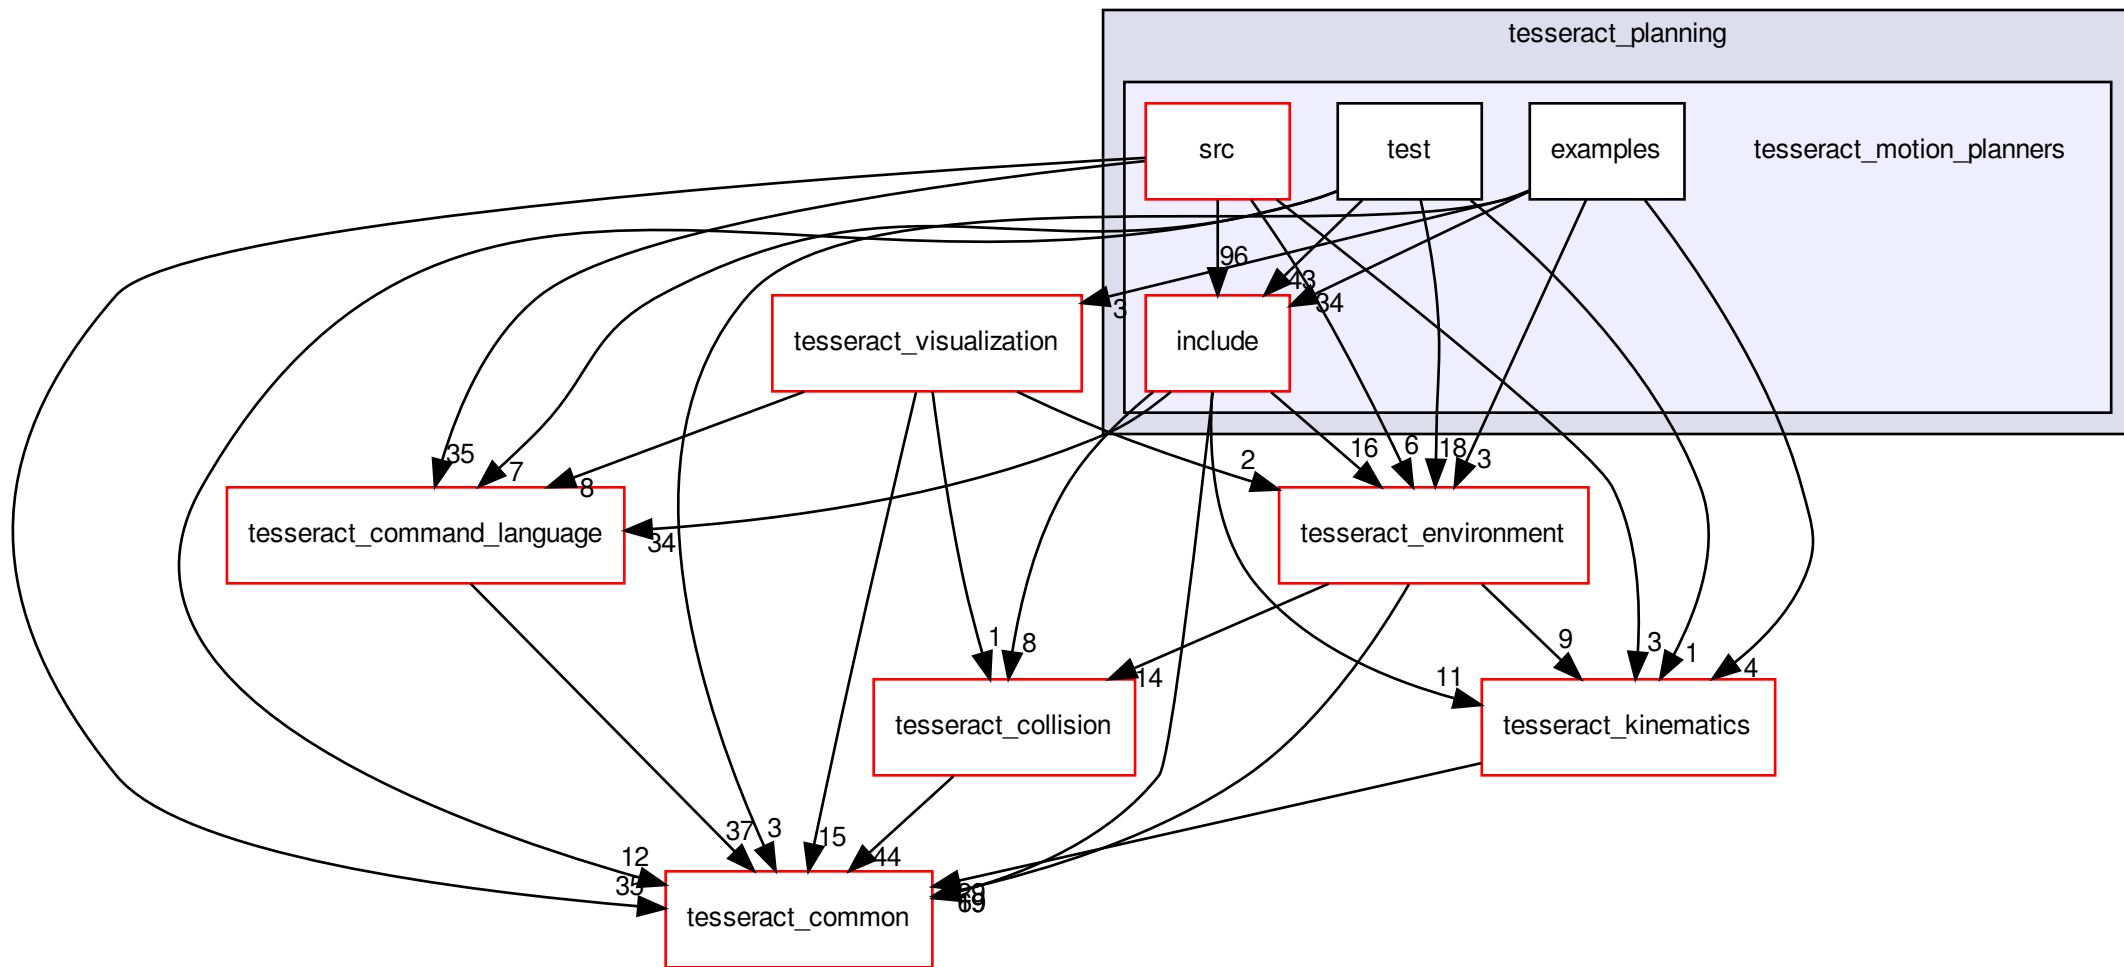 tesseract_planning
src
test
examples
tesseract_motion_planners
96
43
34
3
tesseract_visualization
include
35
7
8
34
2
16
6
18
3
tesseract_command_language
tesseract_environment
1
8
14
9
3
1
4
11
tesseract_collision
tesseract_kinematics
37
3
15
44
12
35
tesseract_common